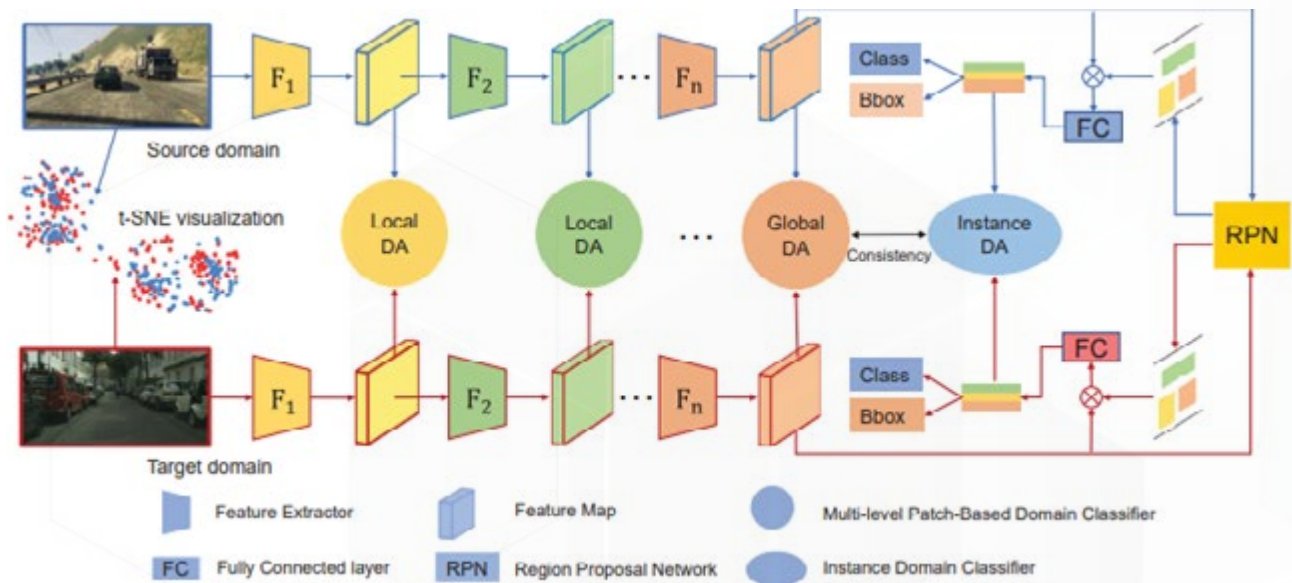 F1
F2
...
Fn
Class
Bbox
FC
Source domain
t-SNE visualization
Local
DA
Local
DA
...
Global
DA
Consistency
Instance
DA
RPN
F1
F2
...
Fn
Class
Bbox
FC
Target domain
Feature Extractor
Feature Map
Multi-level Patch-Based Domain Classifier
FC
Fully Connected layer
RPN
Region Proposal Network
Instance Domain Classifier